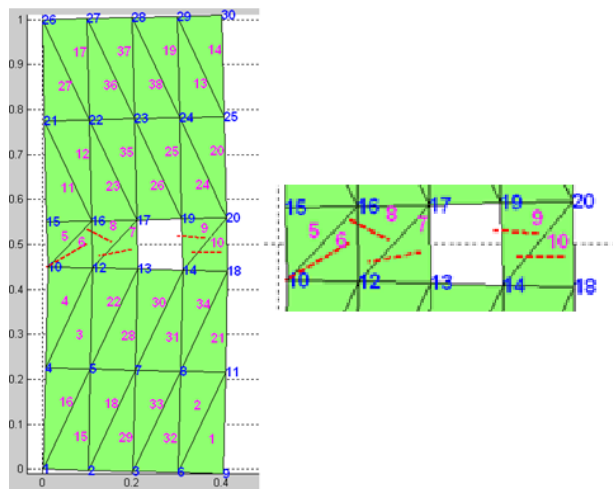 1 26 27 28 29 30
17 37 19 14
0.9
27 36 38 13
0.8
21 22 23 24 25
0.7 12 35 25 20
11 23 26 24
0.6
15 16 17 19 20
5 8 7 9
0.5 6 10
10 12 13 14 18
0.4
4 22 30 34
0.3 3 28 31 21
0.2 4 5 7 8 11
16 18 33 2
0.1
15 29 32 1
0 1 2 3 6 9
0 0.2 0.4
15 16 17 19 20
8 9
5 7
6 10
10 12 13 14 18